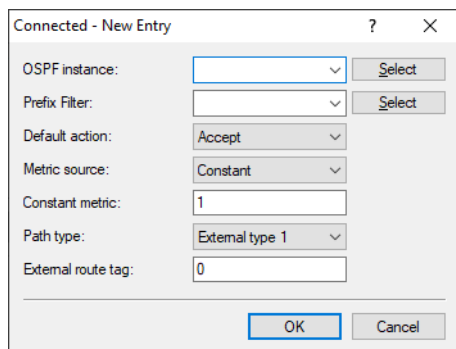 Connected - New Entry
OSPF instance: Select
Prefix Filter: Select
Default action: Accept
Metric source: Constant
Constant metric: 1
Path type: External type 1
External route tag: 0
OK Cancel